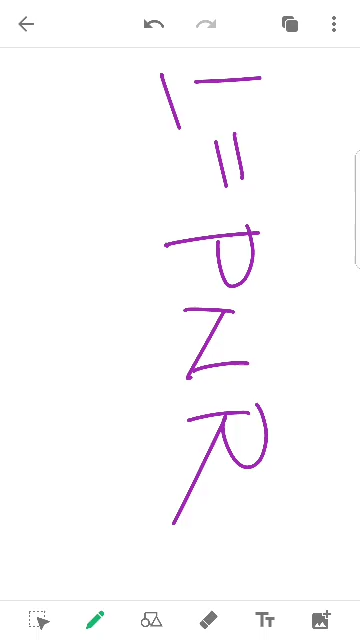 I = PNR